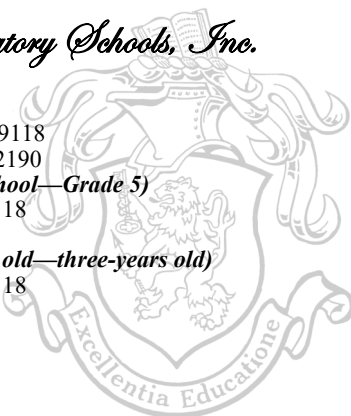 atory Schools, Inc.
9118
2190
hool—Grade 5)
18
old—three-years old)
18
Excellentia Educatione